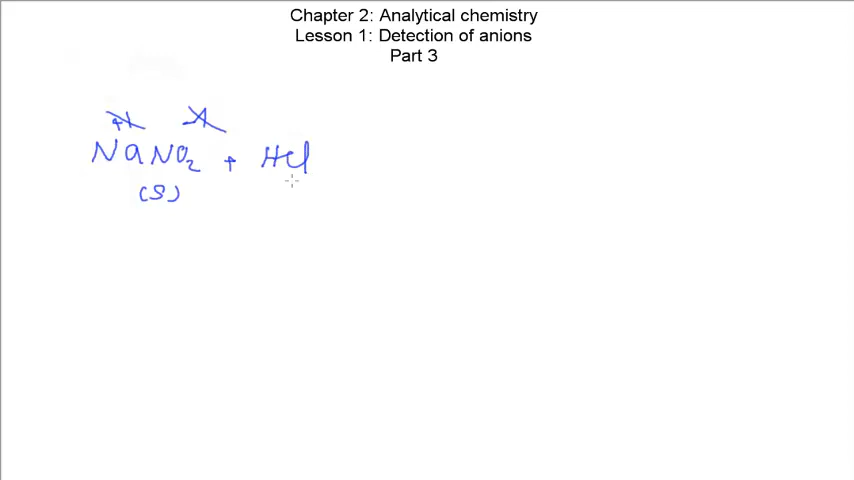 Chapter 2: Analytical chemistry
Lesson 1: Detection of anions
Part 3
NaNO₂ + HCl
(S)